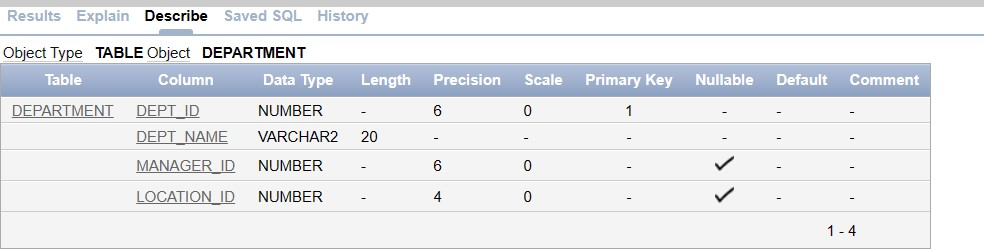 Results Explain Describe Saved SQL History
Object Type TABLE Object DEPARTMENT
Table Column Data Type Length Precision Scale Primary Key Nullable Default Comment
DEPARTMENT DEPT_ID NUMBER - 6 0 1 - - -
DEPT_NAME VARCHAR2 20 - - - - - -
MANAGER_ID NUMBER - 6 0 - ✓ - -
LOCATION_ID NUMBER - 4 0 - ✓ - -
1 - 4